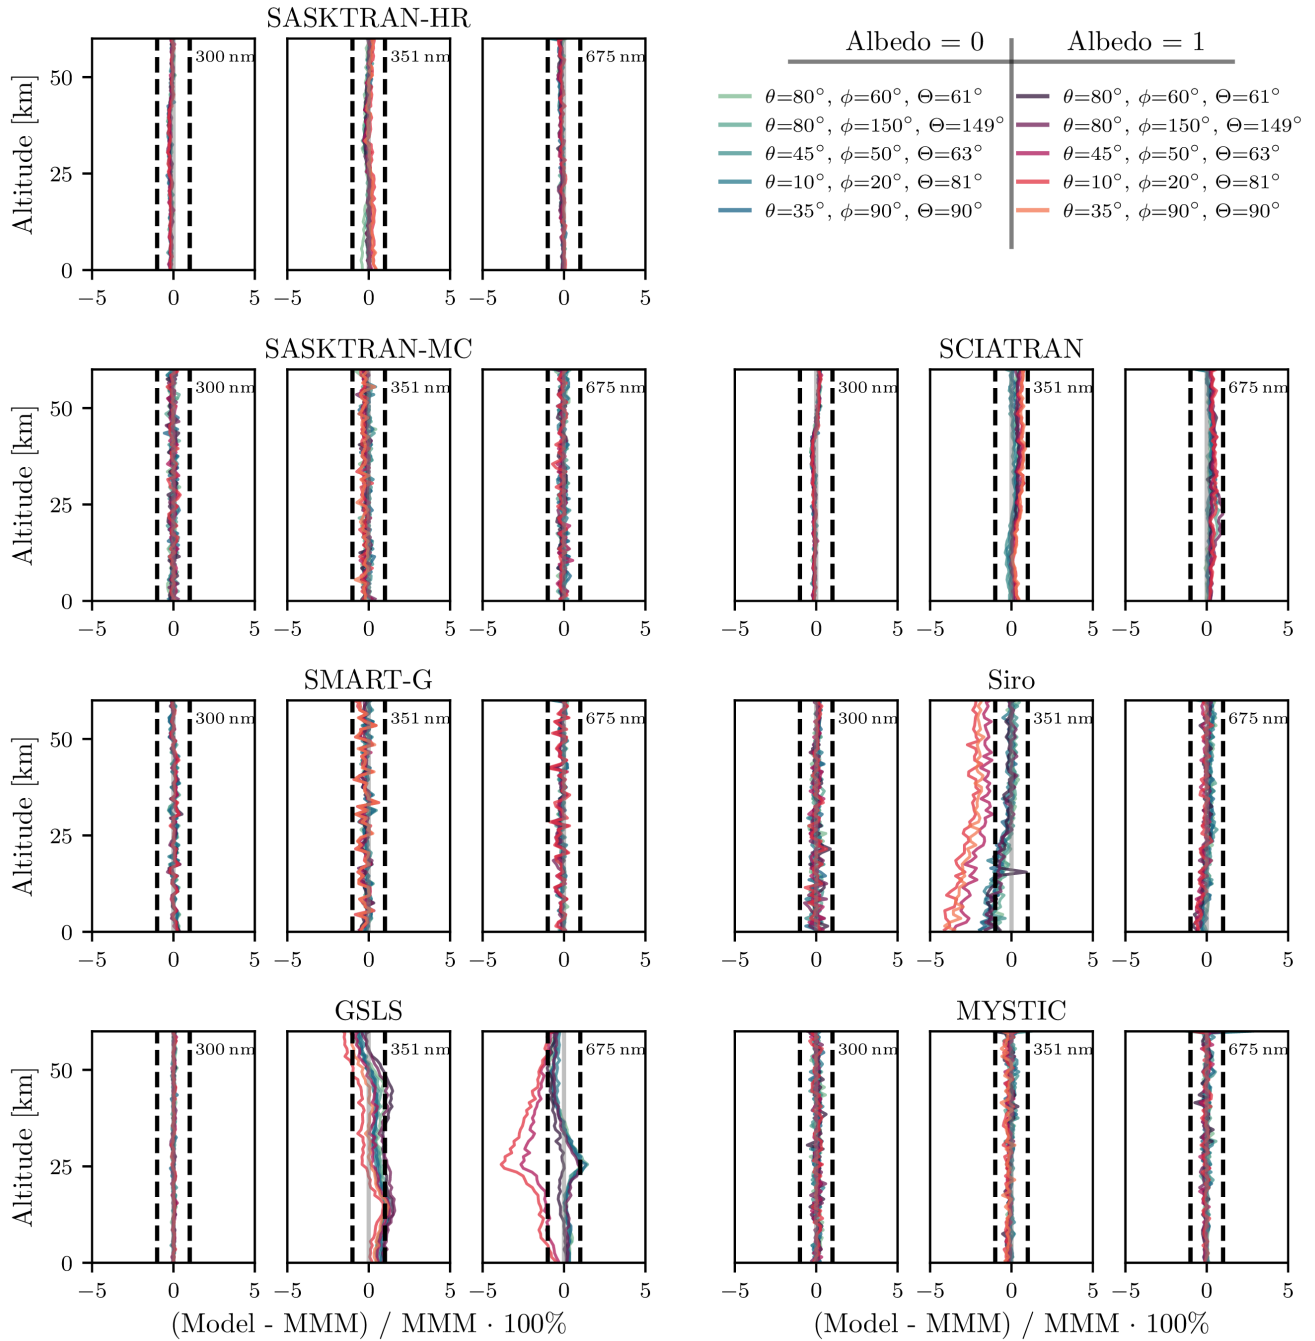 SASKTRAN-HR
300 nm
351 nm
675 nm
Altitude [km]
50
25
0
−5 0 5
−5 0 5
−5 0 5
Albedo = 0
Albedo = 1
θ=80°, ϕ=60°, Θ=61°
θ=80°, ϕ=150°, Θ=149°
θ=45°, ϕ=50°, Θ=63°
θ=10°, ϕ=20°, Θ=81°
θ=35°, ϕ=90°, Θ=90°
θ=80°, ϕ=60°, Θ=61°
θ=80°, ϕ=150°, Θ=149°
θ=45°, ϕ=50°, Θ=63°
θ=10°, ϕ=20°, Θ=81°
θ=35°, ϕ=90°, Θ=90°
SASKTRAN-MC
300 nm
351 nm
675 nm
Altitude [km]
50
25
0
−5 0 5
−5 0 5
−5 0 5
SCIATRAN
300 nm
351 nm
675 nm
−5 0 5
−5 0 5
−5 0 5
SMART-G
300 nm
351 nm
675 nm
Altitude [km]
50
25
0
−5 0 5
−5 0 5
−5 0 5
Siro
300 nm
351 nm
675 nm
−5 0 5
−5 0 5
−5 0 5
GSLS
300 nm
351 nm
675 nm
Altitude [km]
50
25
0
−5 0 5
−5 0 5
−5 0 5
(Model - MMM) / MMM · 100%
MYSTIC
300 nm
351 nm
675 nm
−5 0 5
−5 0 5
−5 0 5
(Model - MMM) / MMM · 100%